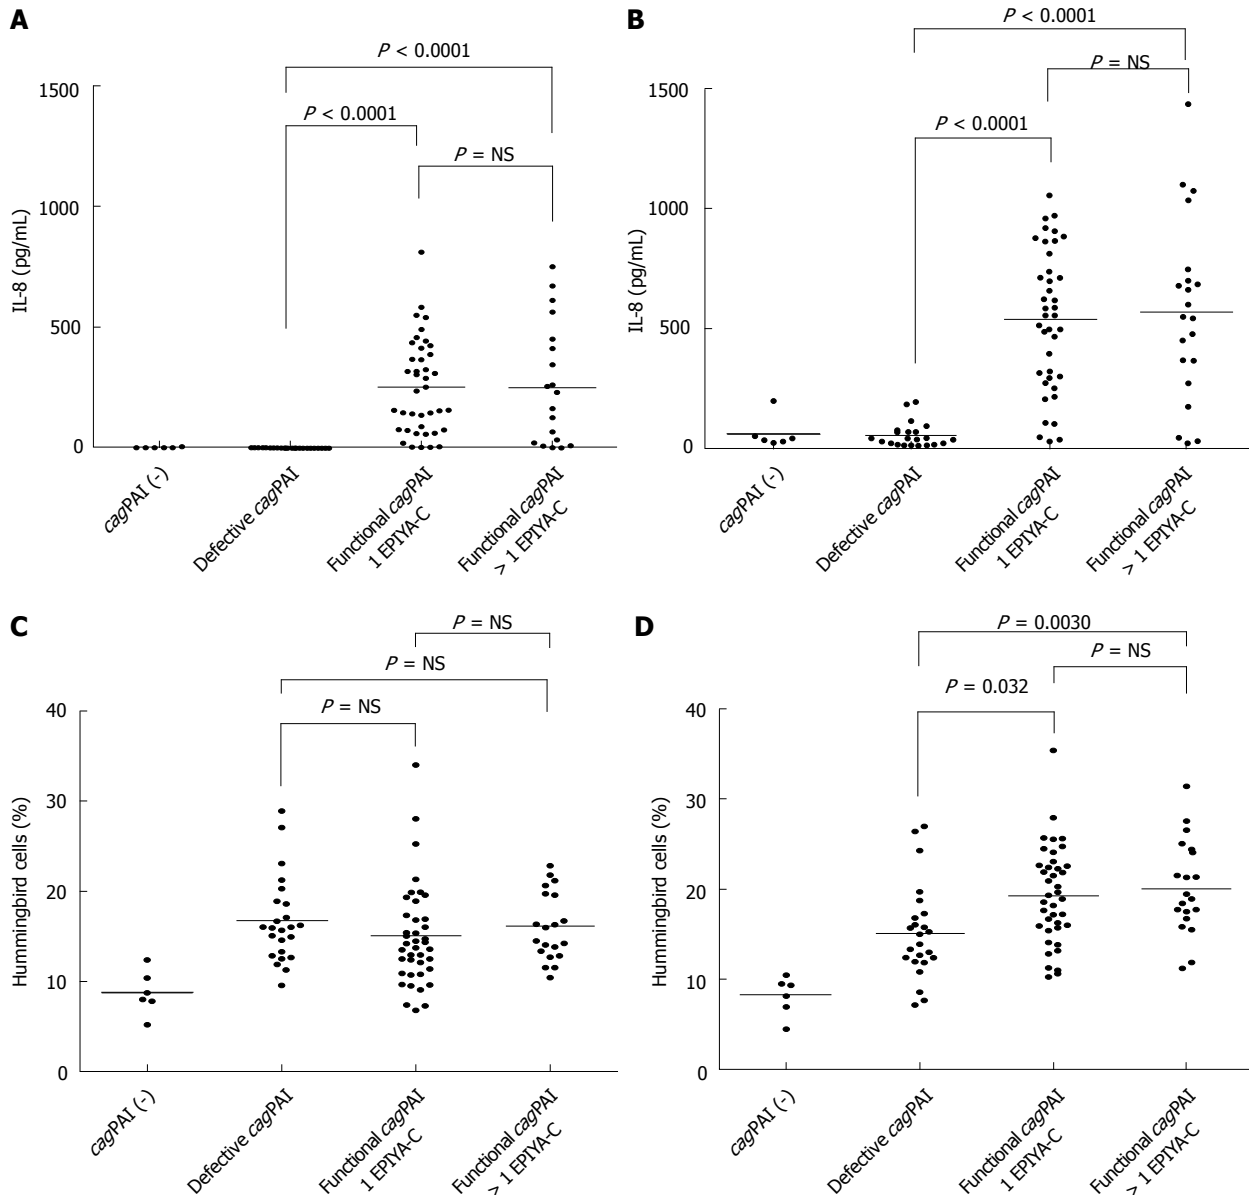 A
P < 0.0001
P < 0.0001
P = NS
1500
1000
500
0
IL-8 (pg/mL)
cagPAI (-)
Defective cagPAI
Functional cagPAI
1 EPIYA-C
Functional cagPAI
> 1 EPIYA-C
B
P < 0.0001
P = NS
P < 0.0001
1500
1000
500
0
IL-8 (pg/mL)
cagPAI (-)
Defective cagPAI
Functional cagPAI
1 EPIYA-C
Functional cagPAI
> 1 EPIYA-C
C
P = NS
P = NS
P = NS
40
30
20
10
0
Hummingbird cells (%)
cagPAI (-)
Defective cagPAI
Functional cagPAI
1 EPIYA-C
Functional cagPAI
> 1 EPIYA-C
D
P = 0.0030
P = NS
P = 0.032
40
30
20
10
0
Hummingbird cells (%)
cagPAI (-)
Defective cagPAI
Functional cagPAI
1 EPIYA-C
Functional cagPAI
> 1 EPIYA-C